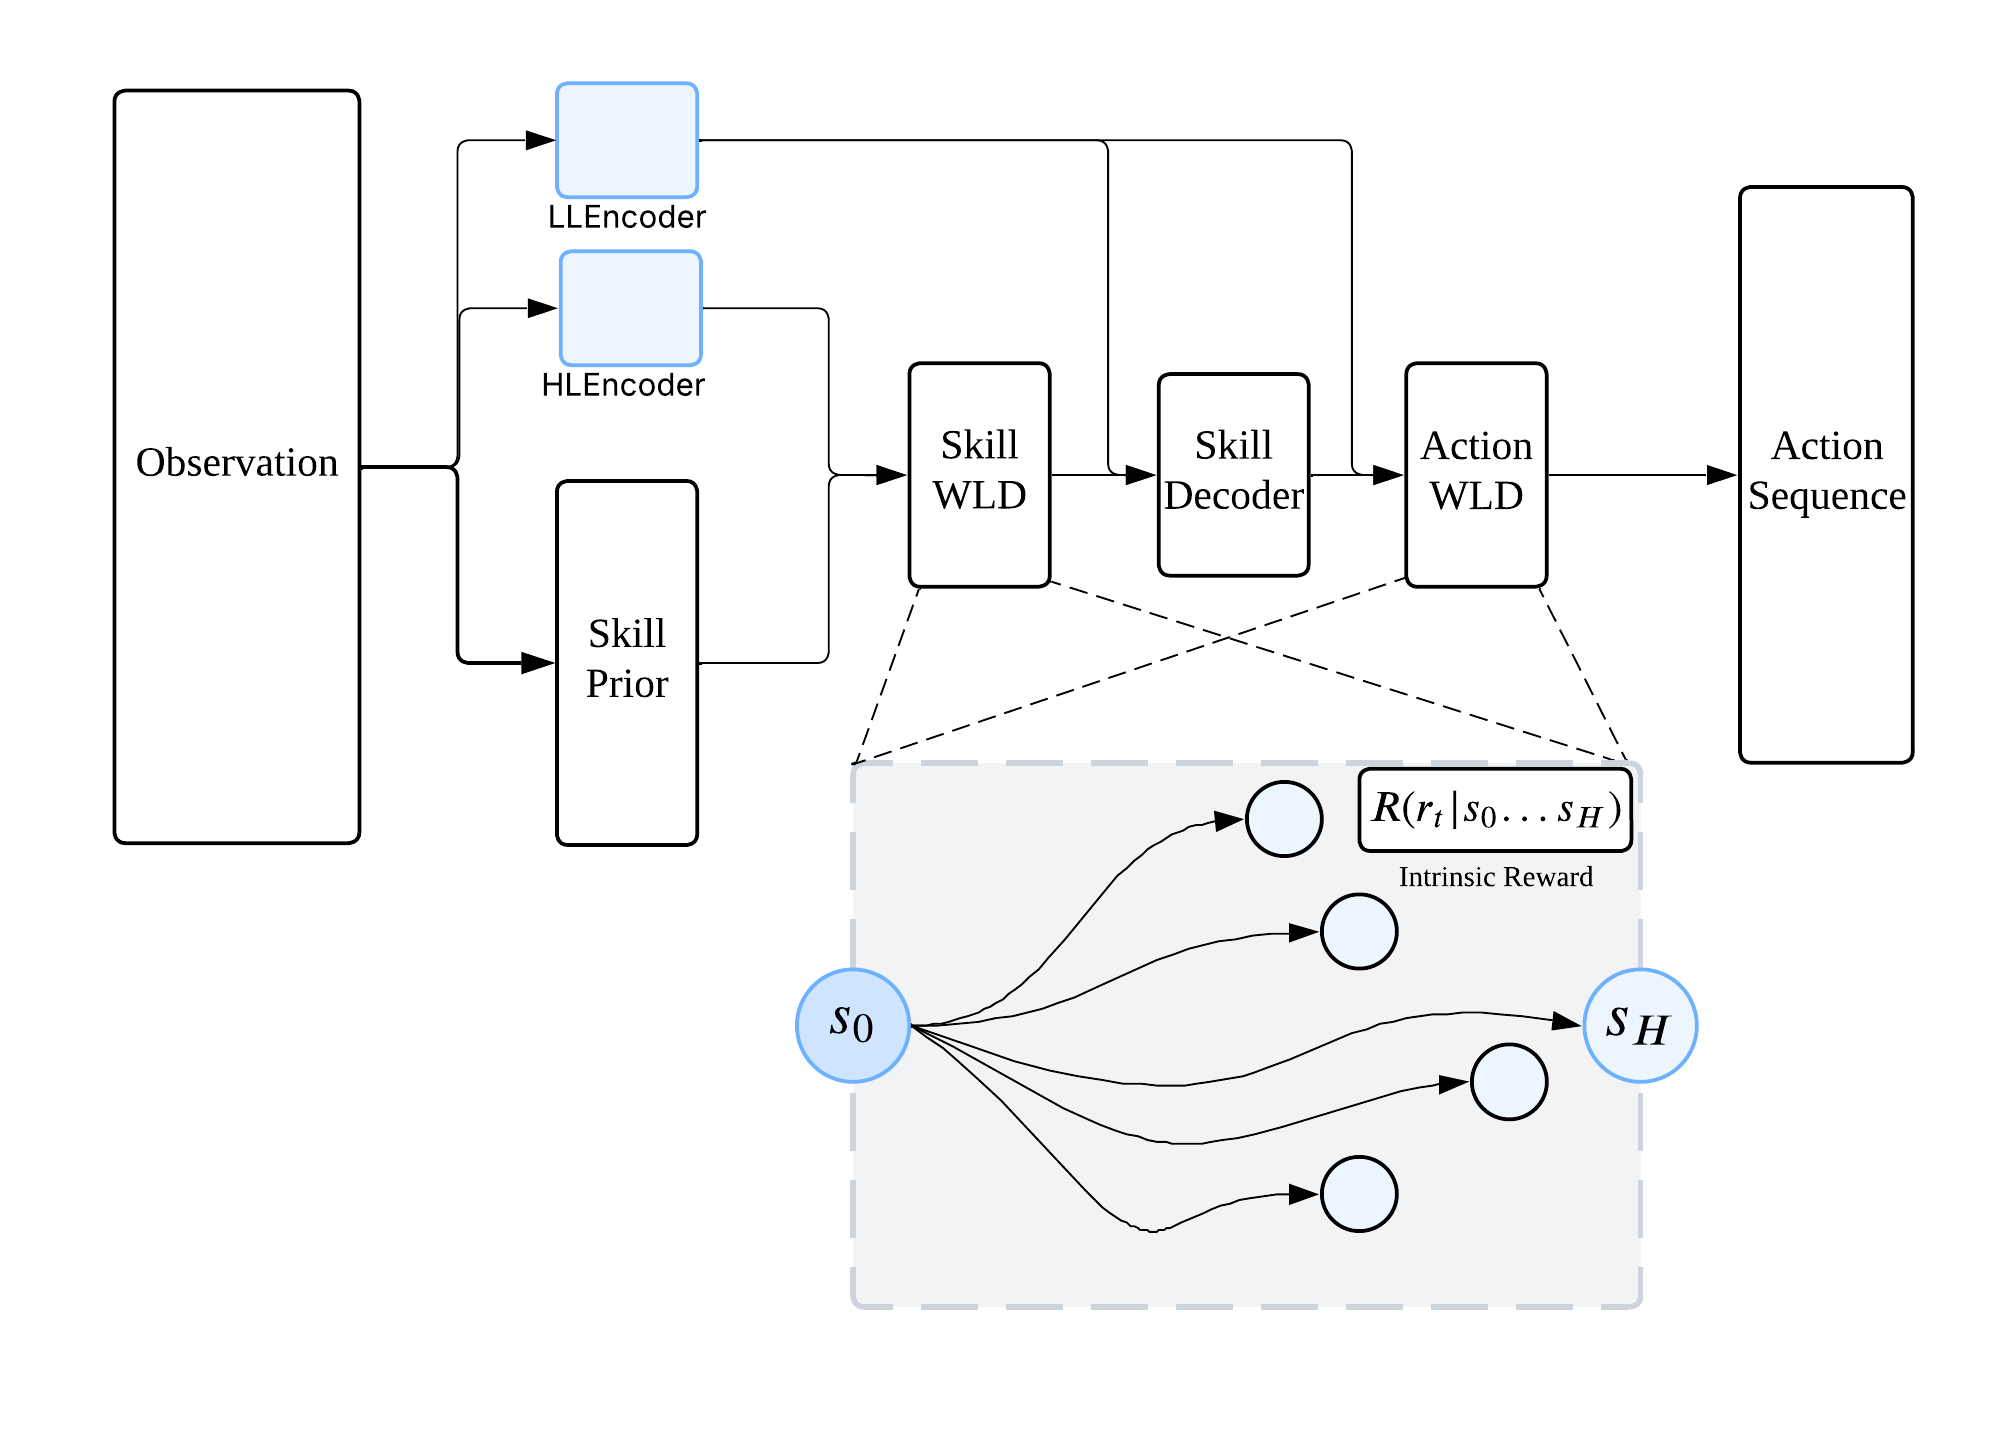 LLEncoder
HLEncoder
Observation
Skill
Prior
Skill
WLD
Skill
Decoder
Action
WLD
Action
Sequence
R(r_t|s_0...s_H)
Intrinsic Reward
s_0
s_H